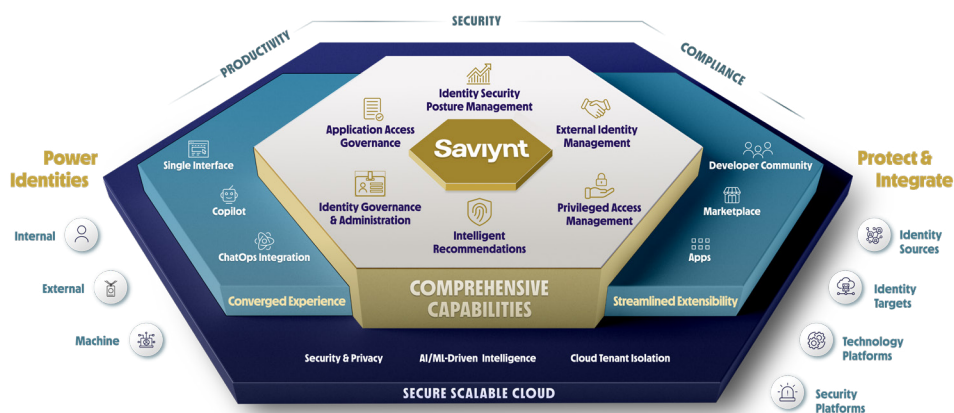 SECURITY
PRODUCTIVITY
COMPLIANCE
Identity Security
Posture Management
Application Access
Governance
External Identity
Management
Saviynt
Identity Governance
& Administration
Privileged Access
Management
Intelligent
Recommendations
COMPREHENSIVE
CAPABILITIES
Power
Identities
Internal
External
Machine
Single Interface
Copilot
ChatOps Integration
Converged Experience
Developer Community
Marketplace
Apps
Streamlined Extensibility
Protect &
Integrate
Identity
Sources
Identity
Targets
Technology
Platforms
Security
Platforms
Security & Privacy
AI/ML-Driven Intelligence
Cloud Tenant Isolation
SECURE SCALABLE CLOUD